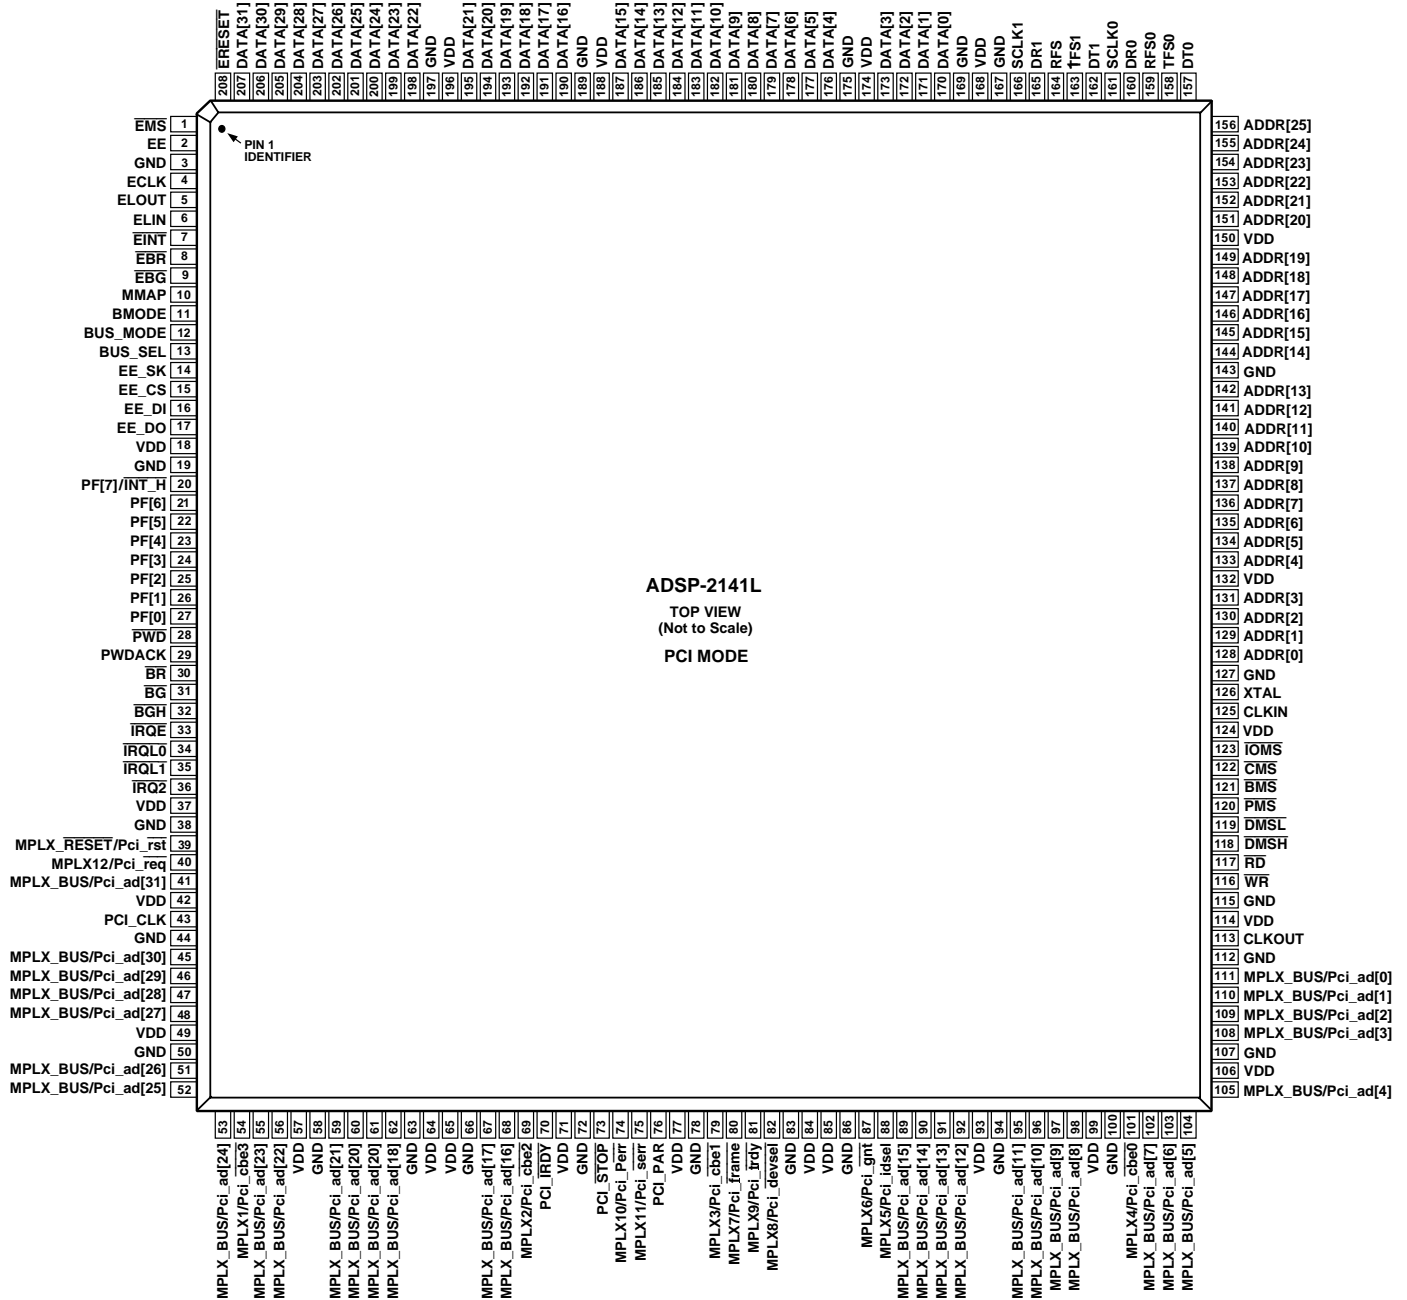 208 ERESET
207 DATA[31]
206 DATA[30]
205 DATA[29]
204 DATA[28]
203 DATA[27]
202 DATA[26]
201 DATA[25]
200 DATA[24]
199 DATA[23]
198 DATA[22]
197 GND
196 VDD
195 DATA[21]
194 DATA[20]
193 DATA[19]
192 DATA[18]
191 DATA[17]
190 DATA[16]
189 GND
188 VDD
187 DATA[15]
186 DATA[14]
185 DATA[13]
184 DATA[12]
183 DATA[11]
182 DATA[10]
181 DATA[9]
180 DATA[8]
179 DATA[7]
178 DATA[6]
177 DATA[5]
176 DATA[4]
175 GND
174 VDD
173 DATA[3]
172 DATA[2]
171 DATA[1]
170 DATA[0]
169 GND
168 VDD
167 GND
166 SCLK1
165 DR1
164 RFS
163 TFS1
162 DT1
161 SCLK0
160 DR0
159 RFS0
158 TFS0
157 DT0
EMS 1
EE 2
GND 3
ECLK 4
ELOUT 5
ELIN 6
EINT 7
EBR 8
EBG 9
MMAP 10
BMODE 11
BUS_MODE 12
BUS_SEL 13
EE_SK 14
EE_CS 15
EE_DI 16
EE_DO 17
VDD 18
GND 19
PF[7]/INT_H 20
PF[6] 21
PF[5] 22
PF[4] 23
PF[3] 24
PF[2] 25
PF[1] 26
PF[0] 27
PWD 28
PWDACK 29
BR 30
BG 31
BGH 32
IRQE 33
IRQL0 34
IRQL1 35
IRQ2 36
VDD 37
GND 38
MPLX_RESET/Pci_rst 39
MPLX12/Pci_req 40
MPLX_BUS/Pci_ad[31] 41
VDD 42
PCI_CLK 43
GND 44
MPLX_BUS/Pci_ad[30] 45
MPLX_BUS/Pci_ad[29] 46
MPLX_BUS/Pci_ad[28] 47
MPLX_BUS/Pci_ad[27] 48
VDD 49
GND 50
MPLX_BUS/Pci_ad[26] 51
MPLX_BUS/Pci_ad[25] 52
PIN 1
IDENTIFIER
ADSP-2141L
TOP VIEW
(Not to Scale)
PCI MODE
156 ADDR[25]
155 ADDR[24]
154 ADDR[23]
153 ADDR[22]
152 ADDR[21]
151 ADDR[20]
150 VDD
149 ADDR[19]
148 ADDR[18]
147 ADDR[17]
146 ADDR[16]
145 ADDR[15]
144 ADDR[14]
143 GND
142 ADDR[13]
141 ADDR[12]
140 ADDR[11]
139 ADDR[10]
138 ADDR[9]
137 ADDR[8]
136 ADDR[7]
135 ADDR[6]
134 ADDR[5]
133 ADDR[4]
132 VDD
131 ADDR[3]
130 ADDR[2]
129 ADDR[1]
128 ADDR[0]
127 GND
126 XTAL
125 CLKIN
124 VDD
123 IOMS
122 CMS
121 BMS
120 PMS
119 DMSL
118 DMSH
117 RD
116 WR
115 GND
114 VDD
113 CLKOUT
112 GND
111 MPLX_BUS/Pci_ad[0]
110 MPLX_BUS/Pci_ad[1]
109 MPLX_BUS/Pci_ad[2]
108 MPLX_BUS/Pci_ad[3]
107 GND
106 VDD
105 MPLX_BUS/Pci_ad[4]
53 MPLX_BUS/Pci_ad[24]
54 MPLX1/Pci_cbe3
55 MPLX_BUS/Pci_ad[23]
56 MPLX_BUS/Pci_ad[22]
57 VDD
58 GND
59 MPLX_BUS/Pci_ad[21]
60 MPLX_BUS/Pci_ad[20]
61 MPLX_BUS/Pci_ad[20]
62 MPLX_BUS/Pci_ad[18]
63 GND
64 VDD
65 VDD
66 GND
67 MPLX_BUS/Pci_ad[17]
68 MPLX_BUS/Pci_ad[16]
69 MPLX2/Pci_cbe2
70 PCI_IRDY
71 VDD
72 GND
73 PCI_STOP
74 MPLX10/Pci_Perr
75 MPLX11/Pci_serr
76 PCI_PAR
77 VDD
78 GND
79 MPLX3/Pci_cbe1
80 MPLX7/Pci_frame
81 MPLX9/Pci_trdy
82 MPLX8/Pci_devsel
83 GND
84 VDD
85 VDD
86 GND
87 MPLX6/Pci_gnt
88 MPLX5/Pci_idsel
89 MPLX_BUS/Pci_ad[15]
90 MPLX_BUS/Pci_ad[14]
91 MPLX_BUS/Pci_ad[13]
92 MPLX_BUS/Pci_ad[12]
93 VDD
94 GND
95 MPLX_BUS/Pci_ad[11]
96 MPLX_BUS/Pci_ad[10]
97 MPLX_BUS/Pci_ad[9]
98 MPLX_BUS/Pci_ad[8]
99 VDD
100 GND
101 MPLX4/Pci_cbe0
102 MPLX_BUS/Pci_ad[7]
103 MPLX_BUS/Pci_ad[6]
104 MPLX_BUS/Pci_ad[5]